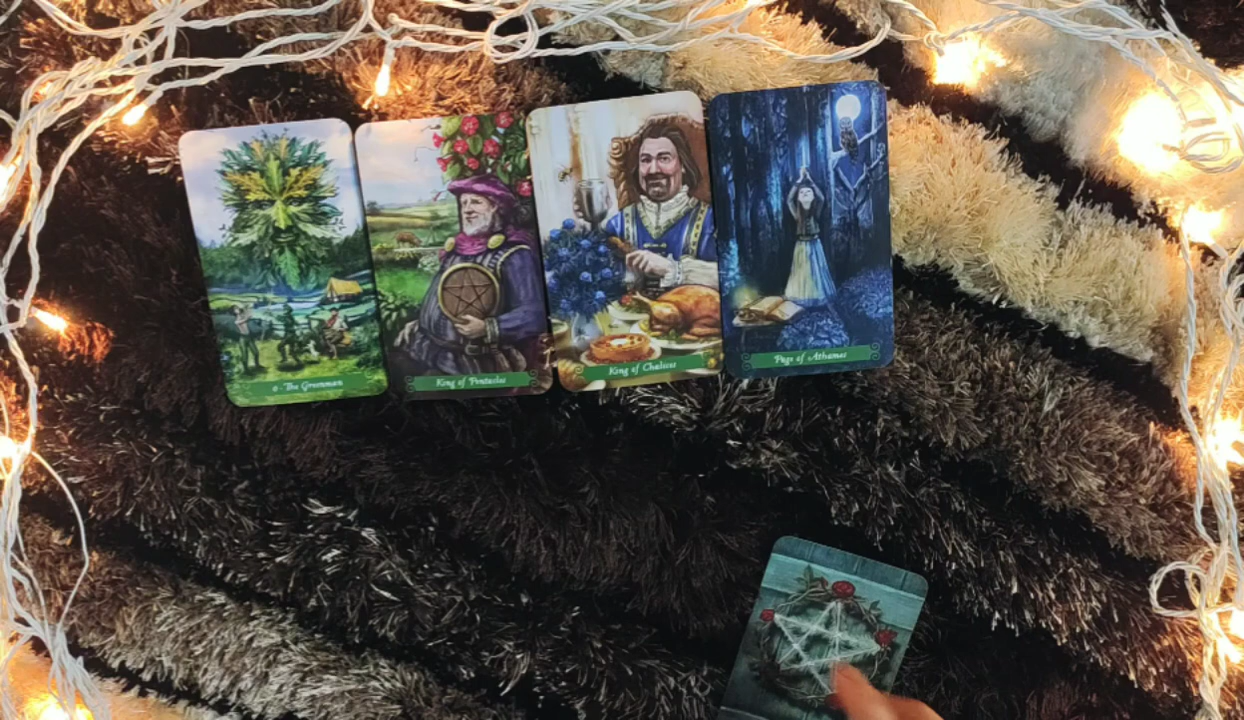 0 - The Greenman
King of Pentacles
King of Chalices
Page of Athames